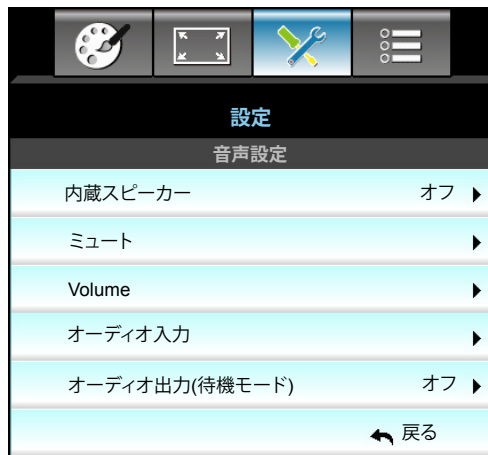 設定
音声設定
内蔵スピーカー オフ
ミュート
Volume
オーディオ入力
オーディオ出力(待機モード) オフ
戻る